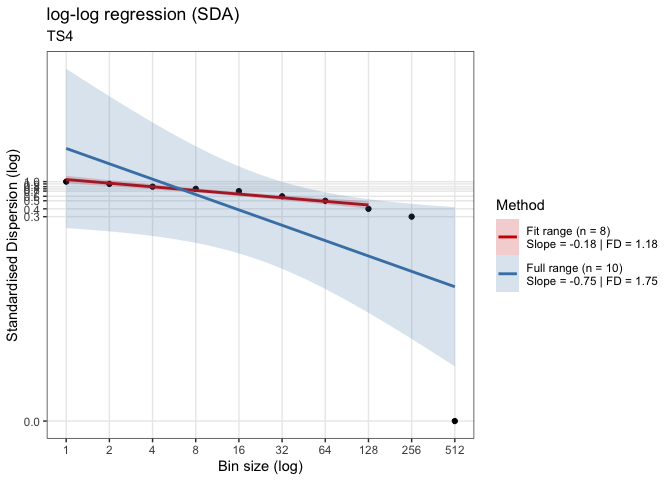 log-log regression (SDA)
TS4
Standardised Dispersion (log)
1.0
0.4
0.3
0.0
1 2 4 8 16 32 64 128 256 512
Bin size (log)
Method
Fit range (n = 8)
Slope = -0.18 | FD = 1.18
Full range (n = 10)
Slope = -0.75 | FD = 1.75